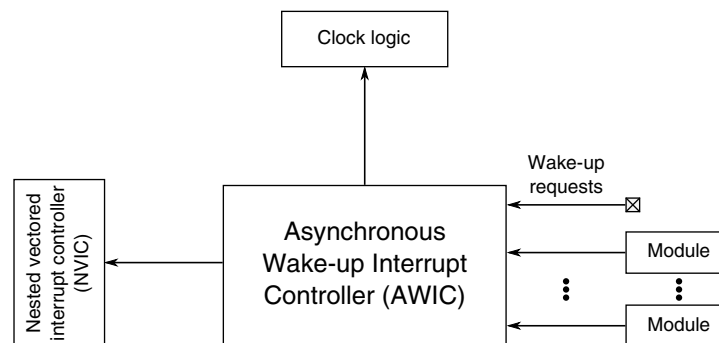 Clock logic
Wake-up
requests
Nested vectored
interrupt controller
(NVIC)
Asynchronous
Wake-up Interrupt
Controller (AWIC)
Module
Module